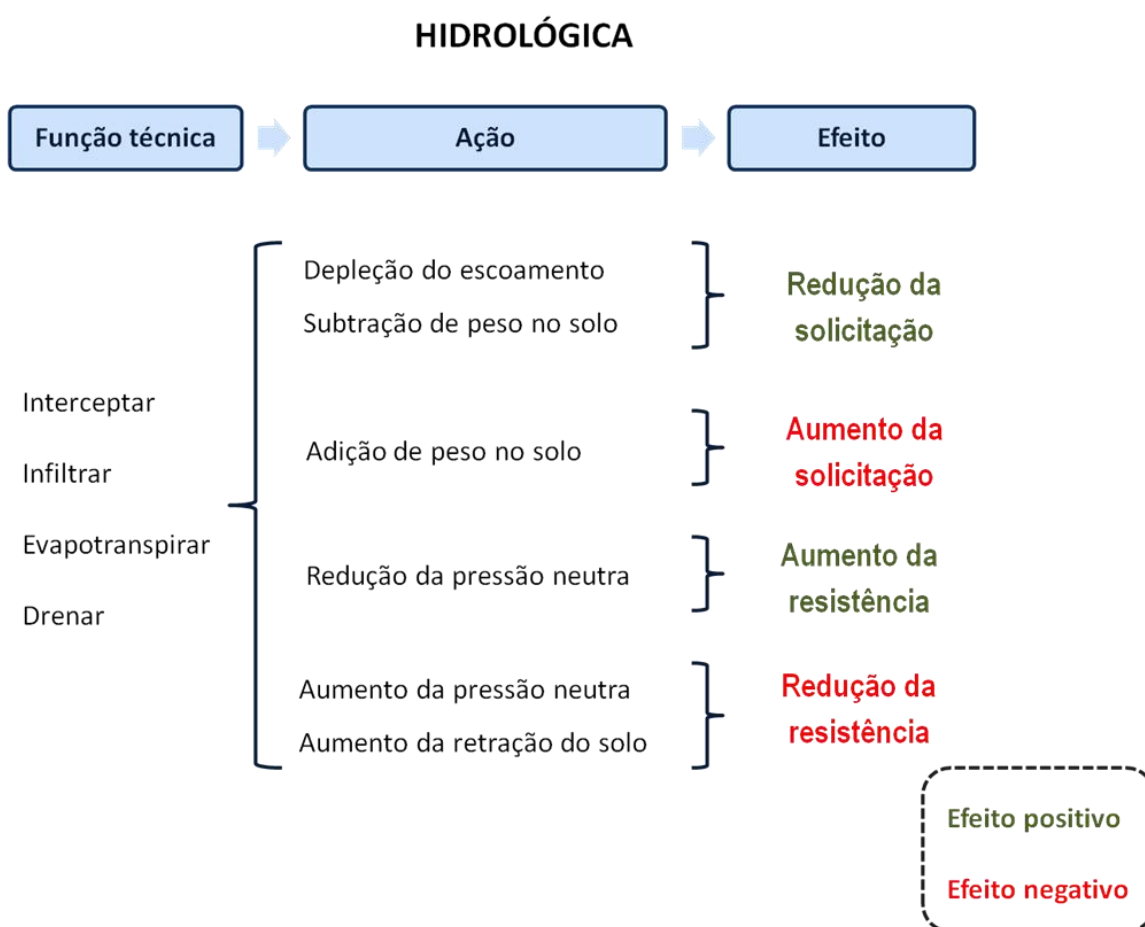 HIDROLÓGICA
Função técnica
Ação
Efeito
Interceptar
Infiltrar
Evapotranspirar
Drenar
Depleção do escoamento
Subtração de peso no solo
Redução da
solicitação
Adição de peso no solo
Aumento da
solicitação
Redução da pressão neutra
Aumento da
resistência
Aumento da pressão neutra
Aumento da retração do solo
Redução da
resistência
Efeito positivo
Efeito negativo